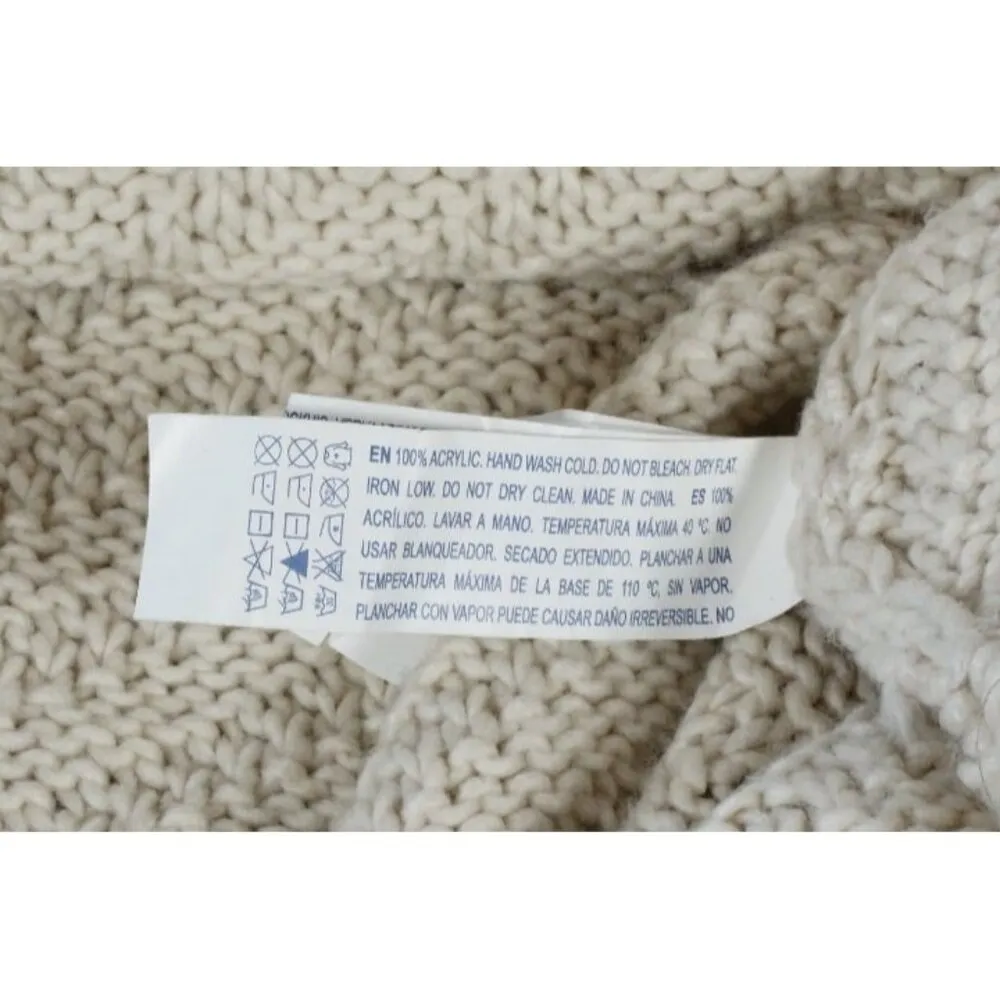 EN 100% ACRYLIC. HAND WASH COLD. DO NOT BLEACH. DRY FLAT.
IRON LOW. DO NOT DRY CLEAN. MADE IN CHINA. ES 100%
ACRÍLICO. LAVAR A MANO. TEMPERATURA MÁXIMA 40 ºC. NO
USAR BLANQUEADOR. SECADO EXTENDIDO. PLANCHAR A UNA
TEMPERATURA MÁXIMA DE LA BASE DE 110 ºC, SIN VAPOR.
PLANCHAR CON VAPOR PUEDE CAUSAR DAÑO IRREVERSIBLE. NO